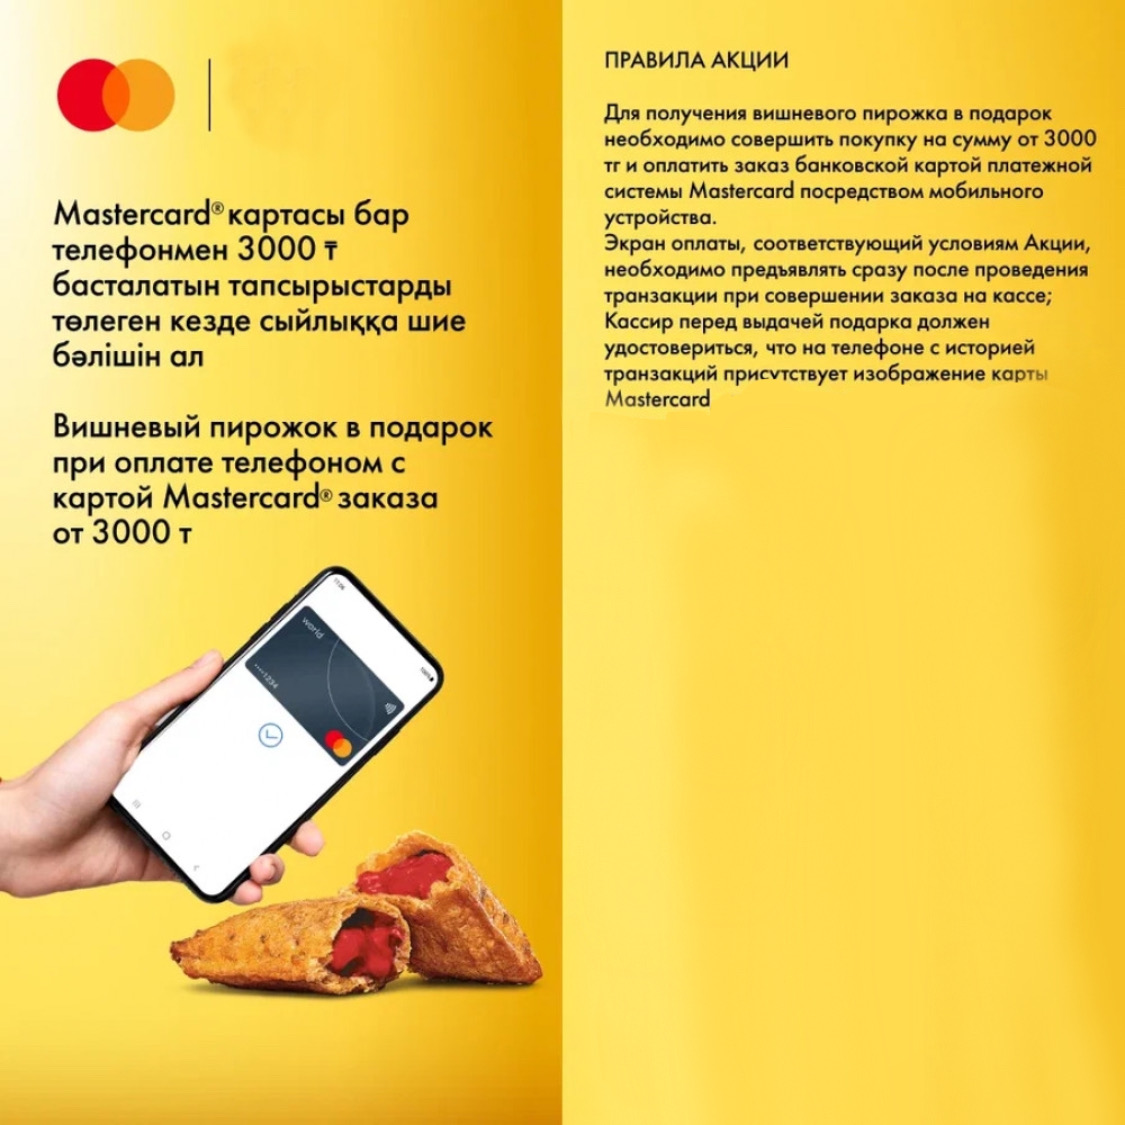 Mastercard® картасы бар
телефонмен 3000 ₸
басталатын тапсырыстарды
төлеген кезде сыйлыққа шие
бәлішін ал
Вишневый пирожок в подарок
при оплате телефоном с
картой Mastercard® заказа
от 3000 т
world
••••1234
100%
ПРАВИЛА АКЦИИ
Для получения вишневого пирожка в подарок
необходимо совершить покупку на сумму от 3000
тг и оплатить заказ банковской картой платежной
системы Mastercard посредством мобильного
устройства.
Экран оплаты, соответствующий условиям Акции,
необходимо предъявлять сразу после проведения
транзакции при совершении заказа на кассе;
Кассир перед выдачей подарка должен
удостовериться, что на телефоне с историей
транзакций присутствует изображение карты
Mastercard